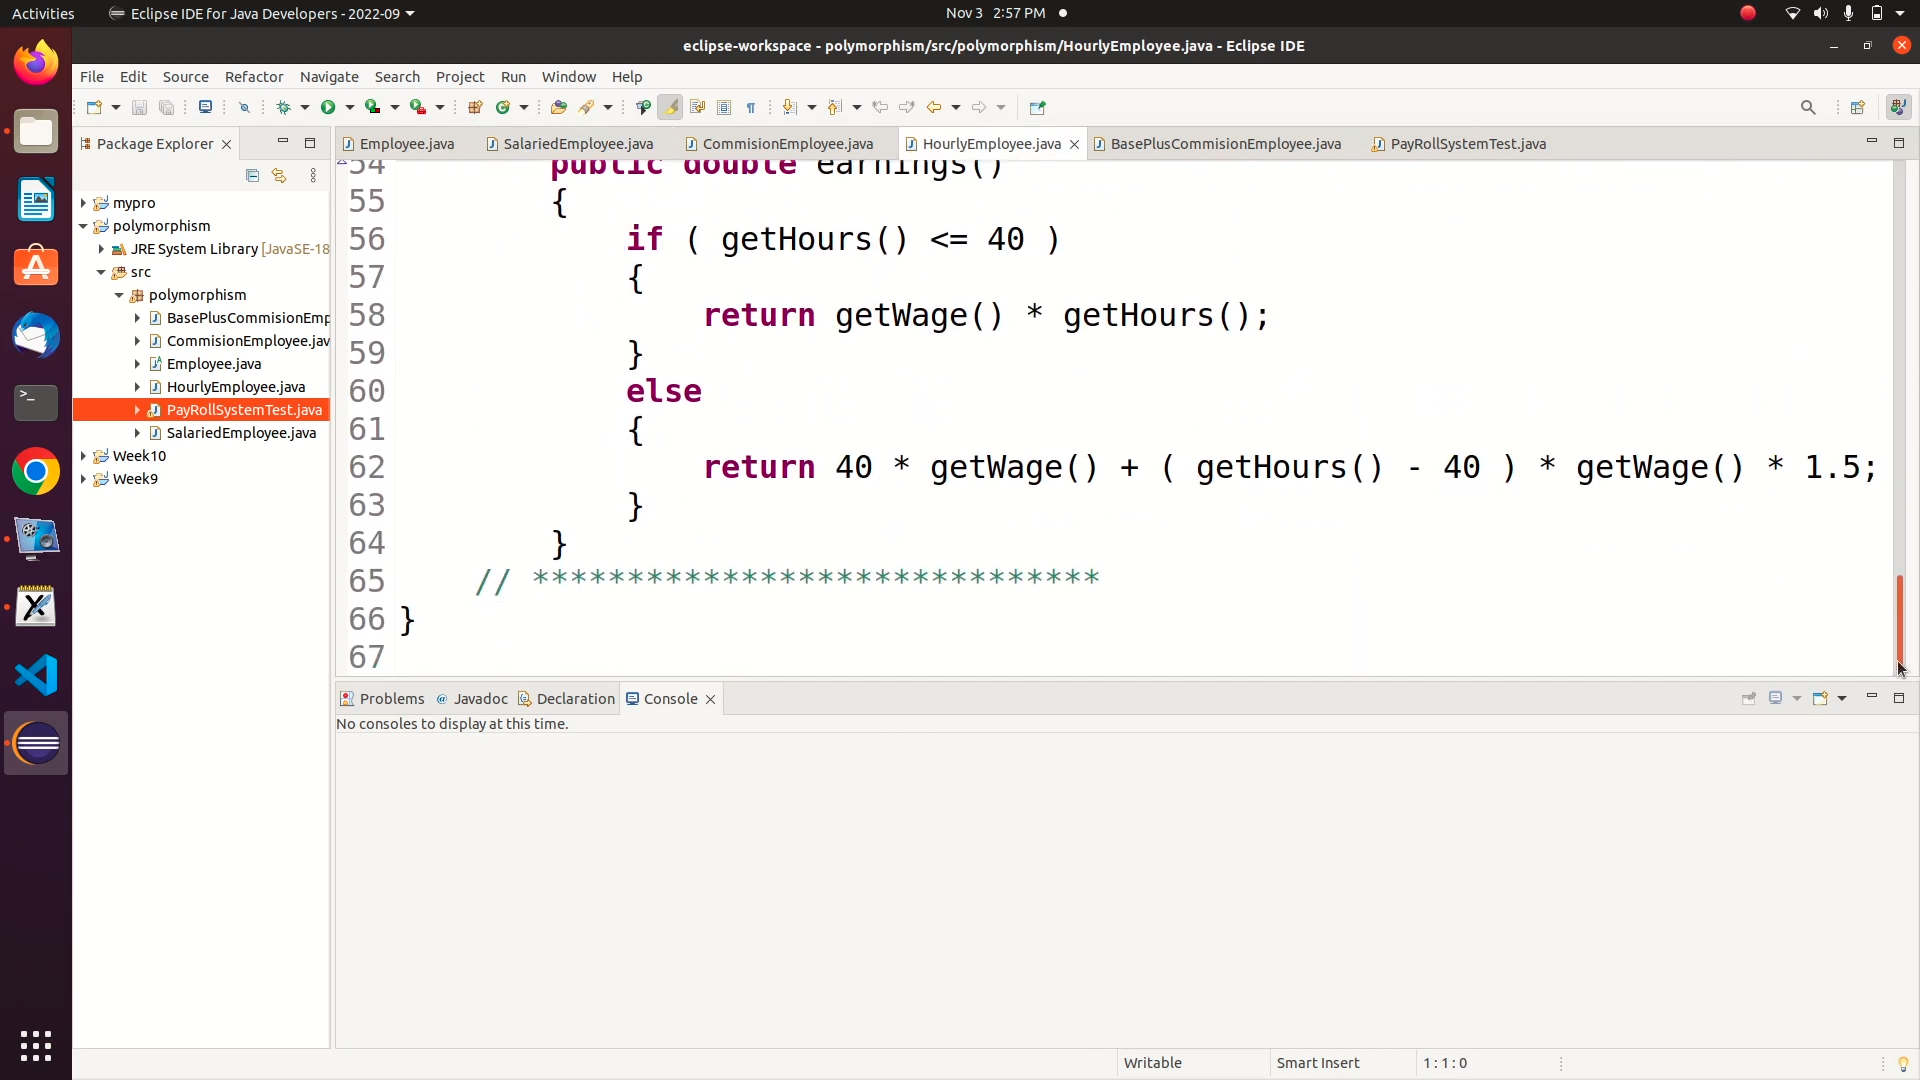 Activities Eclipse IDE for Java Developers - 2022-09 Nov 3 2:57 PM
eclipse-workspace - polymorphism/src/polymorphism/HourlyEmployee.java - Eclipse IDE
File Edit Source Refactor Navigate Search Project Run Window Help
Package Explorer
Employee.java SalariedEmployee.java CommisionEmployee.java HourlyEmployee.java BasePlusCommisionEmployee.java PayRollSystemTest.java
mypro
polymorphism
JRE System Library [JavaSE-18
src
polymorphism
BasePlusCommisionEmp
CommisionEmployee.jav
Employee.java
HourlyEmployee.java
PayRollSystemTest.java
SalariedEmployee.java
Week10
Week9
54 public double earnings()
55 {
56 if ( getHours() <= 40 )
57 {
58 return getWage() * getHours();
59 }
60 else
61 {
62 return 40 * getWage() + ( getHours() - 40 ) * getWage() * 1.5;
63 }
64 }
65 // ******************************
66 }
67
Problems @ Javadoc Declaration Console
No consoles to display at this time.
Writable Smart Insert 1 : 1 : 0